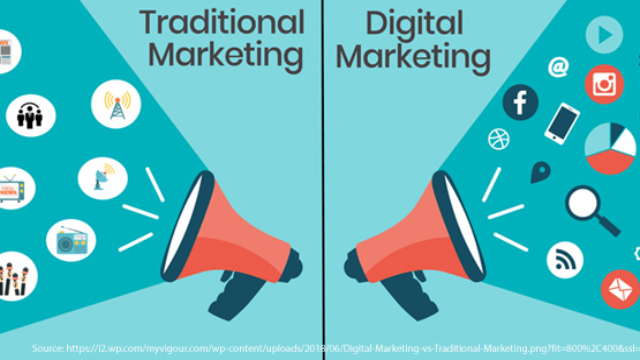 Traditional
Marketing
Digital
Marketing
@
f
Source: https://i2.wp.com/myvigour.com/wp-content/uploads/2018/06/Digital-Marketing-vs-Traditional-Marketing.png?fit=800%2C400&ssl=